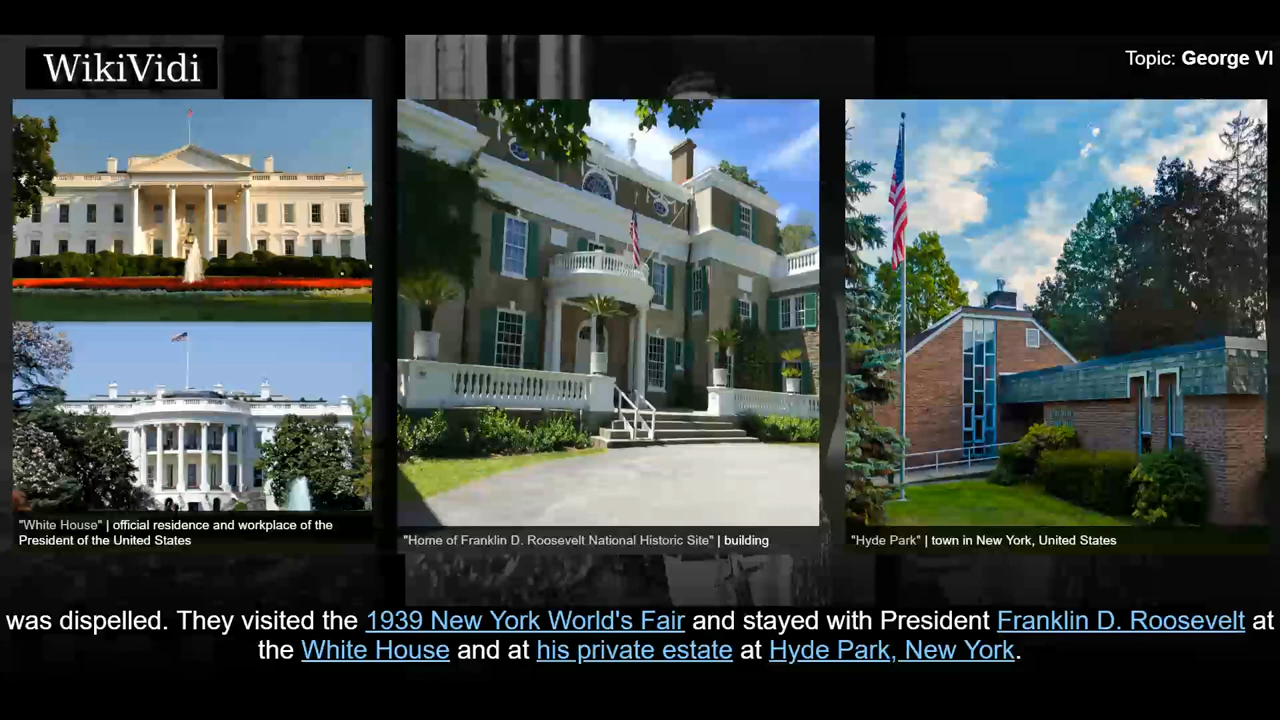 WikiVidi
Topic: George VI
"White House" | official residence and workplace of the
President of the United States
"Home of Franklin D. Roosevelt National Historic Site" | building
"Hyde Park" | town in New York, United States
was dispelled. They visited the 1939 New York World's Fair and stayed with President Franklin D. Roosevelt at
the White House and at his private estate at Hyde Park, New York.